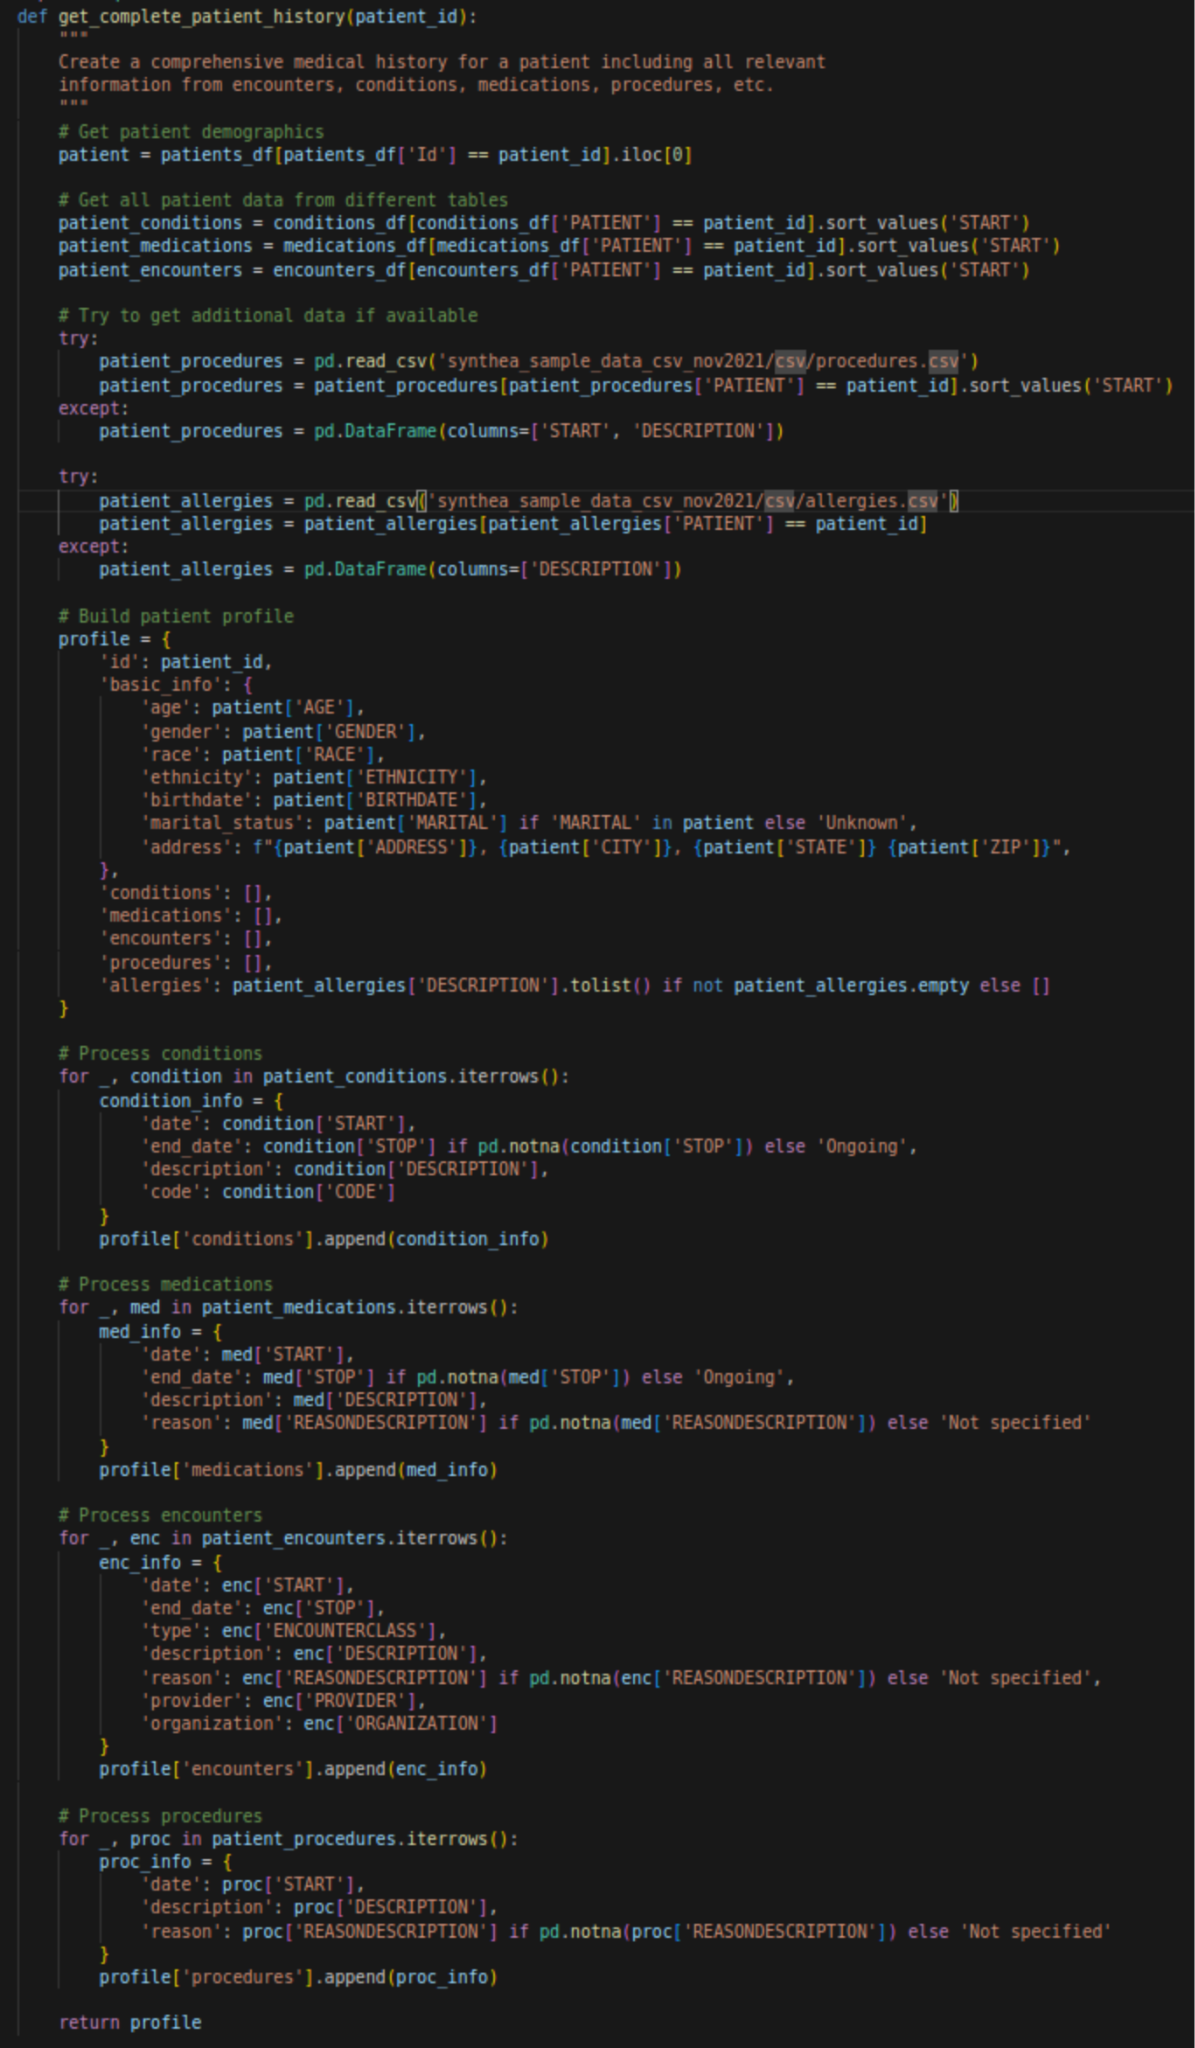 def get_complete_patient_history(patient_id):
    """
    Create a comprehensive medical history for a patient including all relevant
    information from encounters, conditions, medications, procedures, etc.
    """
    # Get patient demographics
    patient = patients_df[patients_df['Id'] == patient_id].iloc[0]

    # Get all patient data from different tables
    patient_conditions = conditions_df[conditions_df['PATIENT'] == patient_id].sort_values('START')
    patient_medications = medications_df[medications_df['PATIENT'] == patient_id].sort_values('START')
    patient_encounters = encounters_df[encounters_df['PATIENT'] == patient_id].sort_values('START')

    # Try to get additional data if available
    try:
        patient_procedures = pd.read_csv('synthea_sample_data_csv_nov2021/csv/procedures.csv')
        patient_procedures = patient_procedures[patient_procedures['PATIENT'] == patient_id].sort_values('START')
    except:
        patient_procedures = pd.DataFrame(columns=['START', 'DESCRIPTION'])

    try:
        patient_allergies = pd.read_csv('synthea_sample_data_csv_nov2021/csv/allergies.csv')
        patient_allergies = patient_allergies[patient_allergies['PATIENT'] == patient_id]
    except:
        patient_allergies = pd.DataFrame(columns=['DESCRIPTION'])

    # Build patient profile
    profile = {
        'id': patient_id,
        'basic_info': {
            'age': patient['AGE'],
            'gender': patient['GENDER'],
            'race': patient['RACE'],
            'ethnicity': patient['ETHNICITY'],
            'birthdate': patient['BIRTHDATE'],
            'marital_status': patient['MARITAL'] if 'MARITAL' in patient else 'Unknown',
            'address': f"{patient['ADDRESS']}, {patient['CITY']}, {patient['STATE']} {patient['ZIP']}",
        },
        'conditions': [],
        'medications': [],
        'encounters': [],
        'procedures': [],
        'allergies': patient_allergies['DESCRIPTION'].tolist() if not patient_allergies.empty else []
    }

    # Process conditions
    for _, condition in patient_conditions.iterrows():
        condition_info = {
            'date': condition['START'],
            'end_date': condition['STOP'] if pd.notna(condition['STOP']) else 'Ongoing',
            'description': condition['DESCRIPTION'],
            'code': condition['CODE']
        }
        profile['conditions'].append(condition_info)

    # Process medications
    for _, med in patient_medications.iterrows():
        med_info = {
            'date': med['START'],
            'end_date': med['STOP'] if pd.notna(med['STOP']) else 'Ongoing',
            'description': med['DESCRIPTION'],
            'reason': med['REASONDESCRIPTION'] if pd.notna(med['REASONDESCRIPTION']) else 'Not specified'
        }
        profile['medications'].append(med_info)

    # Process encounters
    for _, enc in patient_encounters.iterrows():
        enc_info = {
            'date': enc['START'],
            'end_date': enc['STOP'],
            'type': enc['ENCOUNTERCLASS'],
            'description': enc['DESCRIPTION'],
            'reason': enc['REASONDESCRIPTION'] if pd.notna(enc['REASONDESCRIPTION']) else 'Not specified',
            'provider': enc['PROVIDER'],
            'organization': enc['ORGANIZATION']
        }
        profile['encounters'].append(enc_info)

    # Process procedures
    for _, proc in patient_procedures.iterrows():
        proc_info = {
            'date': proc['START'],
            'description': proc['DESCRIPTION'],
            'reason': proc['REASONDESCRIPTION'] if pd.notna(proc['REASONDESCRIPTION']) else 'Not specified'
        }
        profile['procedures'].append(proc_info)

    return profile